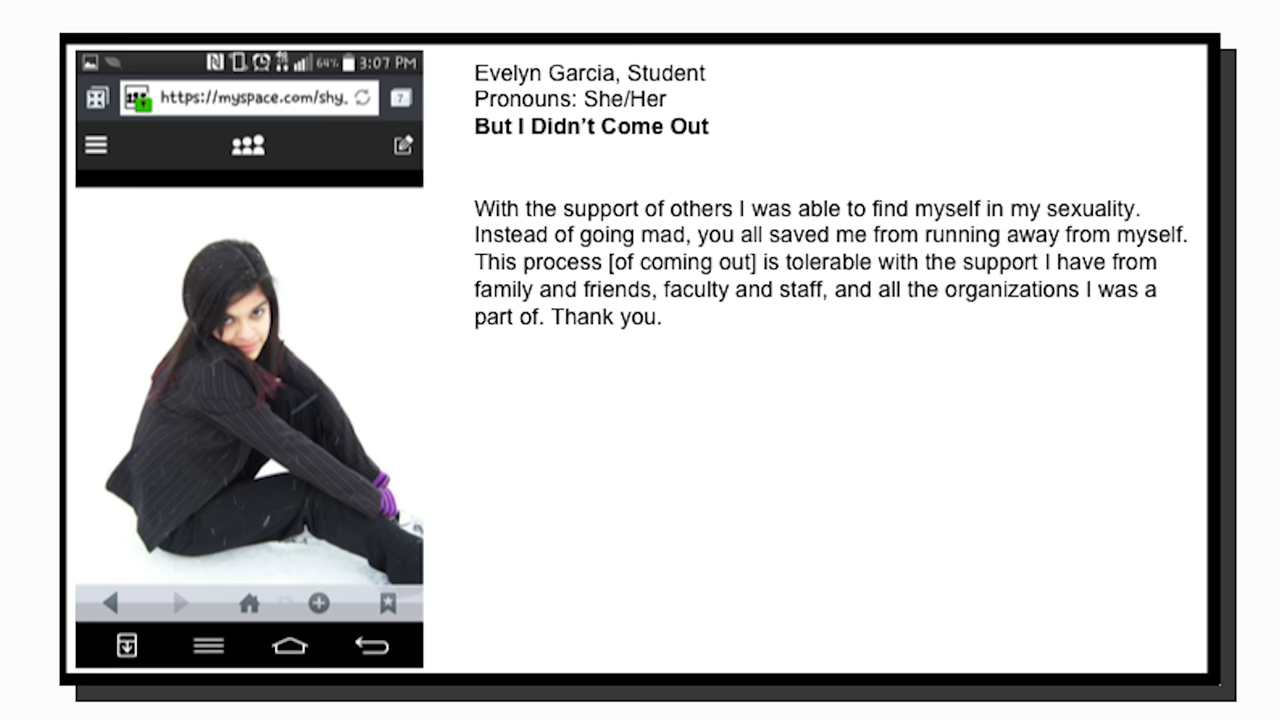 64% 3:07 PM
https://myspace.com/shy.
7
Evelyn Garcia, Student
Pronouns: She/Her
But I Didn’t Come Out
With the support of others I was able to find myself in my sexuality.
Instead of going mad, you all saved me from running away from myself.
This process [of coming out] is tolerable with the support I have from
family and friends, faculty and staff, and all the organizations I was a
part of. Thank you.